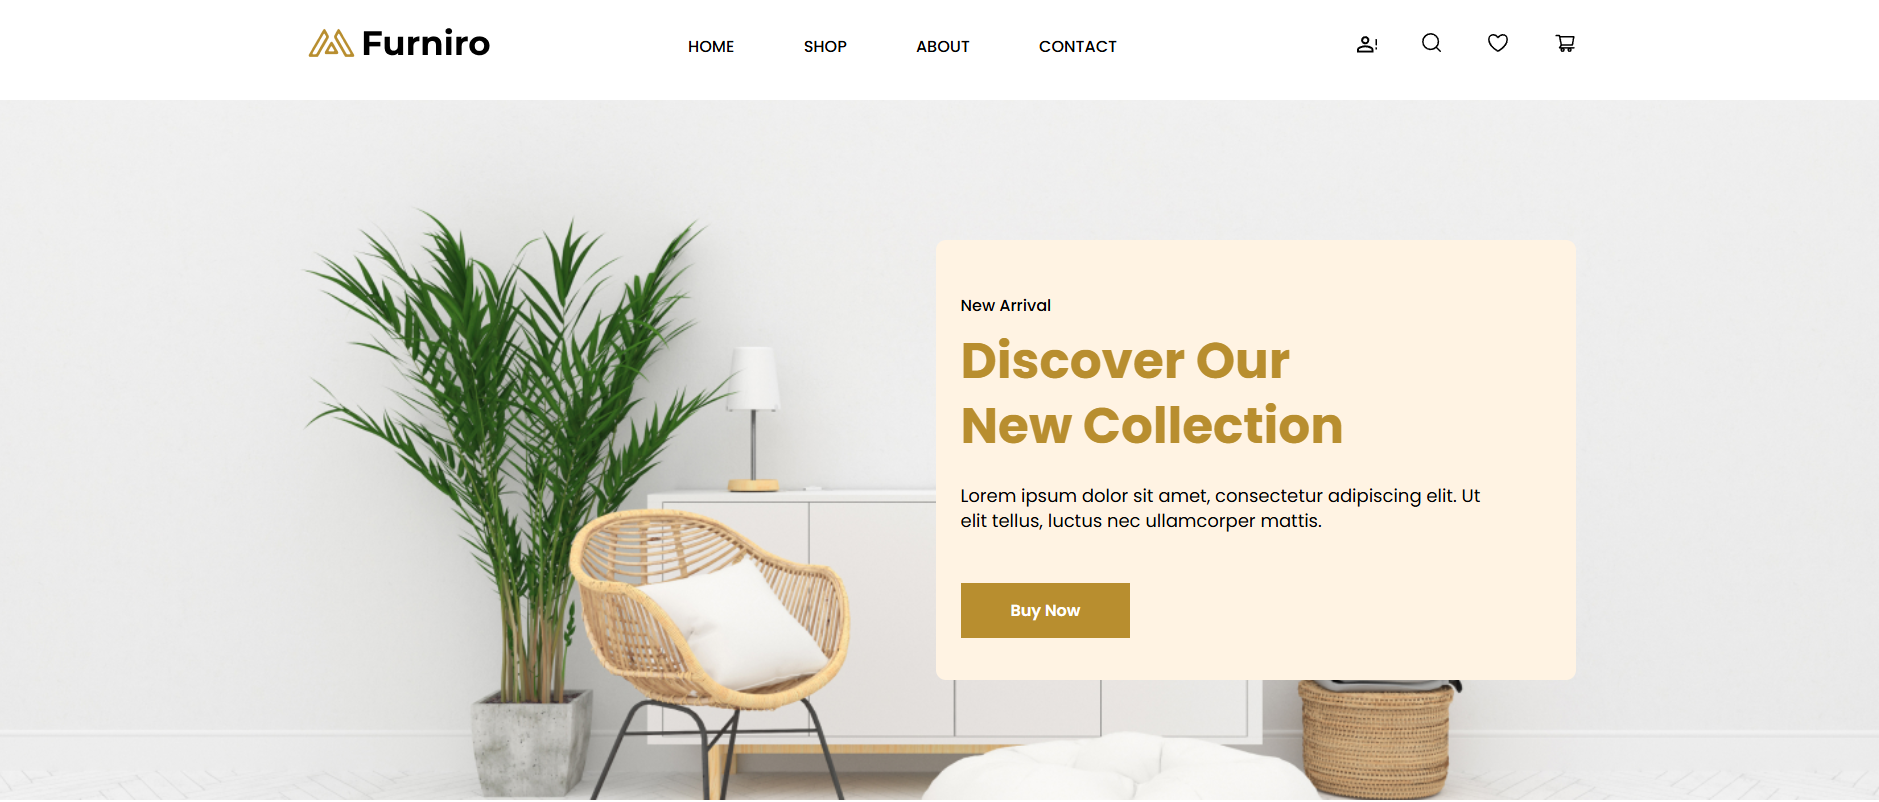 Furniro
HOME SHOP ABOUT CONTACT
New Arrival
Discover Our
New Collection
Lorem ipsum dolor sit amet, consectetur adipiscing elit. Ut
elit tellus, luctus nec ullamcorper mattis.
Buy Now